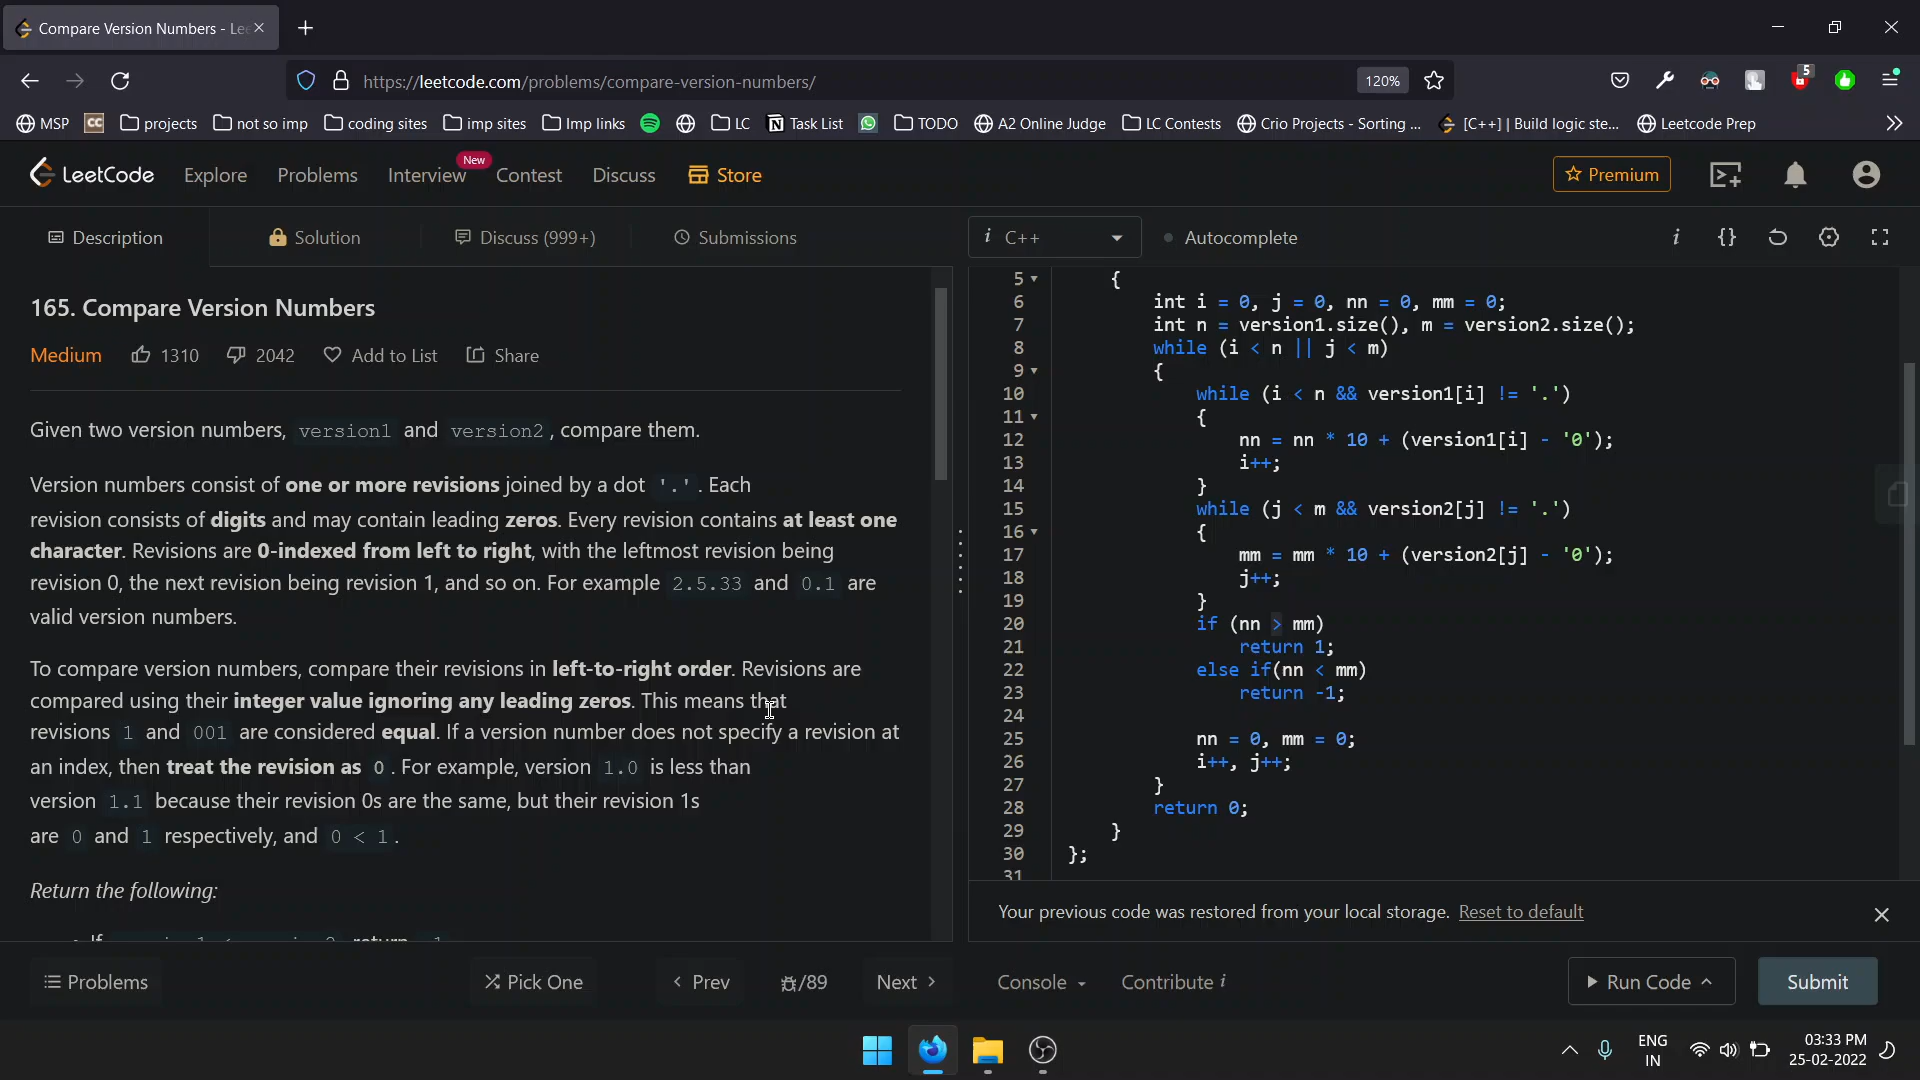 Compare Version Numbers - Le
https://leetcode.com/problems/compare-version-numbers/
120%
5
MSP
CC
projects
not so imp
coding sites
imp sites
Imp links
LC
Task List
TODO
A2 Online Judge
LC Contests
Crio Projects - Sorting ...
[C++] | Build logic ste...
Leetcode Prep
LeetCode
Explore
Problems
Interview
New
Contest
Discuss
Store
Premium
Description
Solution
Discuss (999+)
Submissions
i C++
Autocomplete
i {}
165. Compare Version Numbers
Medium
1310
2042
Add to List
Share
Given two version numbers, version1 and version2, compare them.
Version numbers consist of one or more revisions joined by a dot '.'. Each
revision consists of digits and may contain leading zeros. Every revision contains at least one
character. Revisions are 0-indexed from left to right, with the leftmost revision being
revision 0, the next revision being revision 1, and so on. For example 2.5.33 and 0.1 are
valid version numbers.
To compare version numbers, compare their revisions in left-to-right order. Revisions are
compared using their integer value ignoring any leading zeros. This means that
revisions 1 and 001 are considered equal. If a version number does not specify a revision at
an index, then treat the revision as 0. For example, version 1.0 is less than
version 1.1 because their revision 0s are the same, but their revision 1s
are 0 and 1 respectively, and 0 < 1.
Return the following:
5 {
6 int i = 0, j = 0, nn = 0, mm = 0;
7 int n = version1.size(), m = version2.size();
8 while (i < n || j < m)
9 {
10 while (i < n && version1[i] != '.')
11 {
12 nn = nn * 10 + (version1[i] - '0');
13 i++;
14 }
15 while (j < m && version2[j] != '.')
16 {
17 mm = mm * 10 + (version2[j] - '0');
18 j++;
19 }
20 if (nn > mm)
21 return 1;
22 else if(nn < mm)
23 return -1;
24
25 nn = 0, mm = 0;
26 i++, j++;
27 }
28 return 0;
29 }
30 };
31
Your previous code was restored from your local storage. Reset to default
Problems
Pick One
Prev
/89
Next
Console
Contribute i
Run Code
Submit
ENG
IN
03:33 PM
25-02-2022